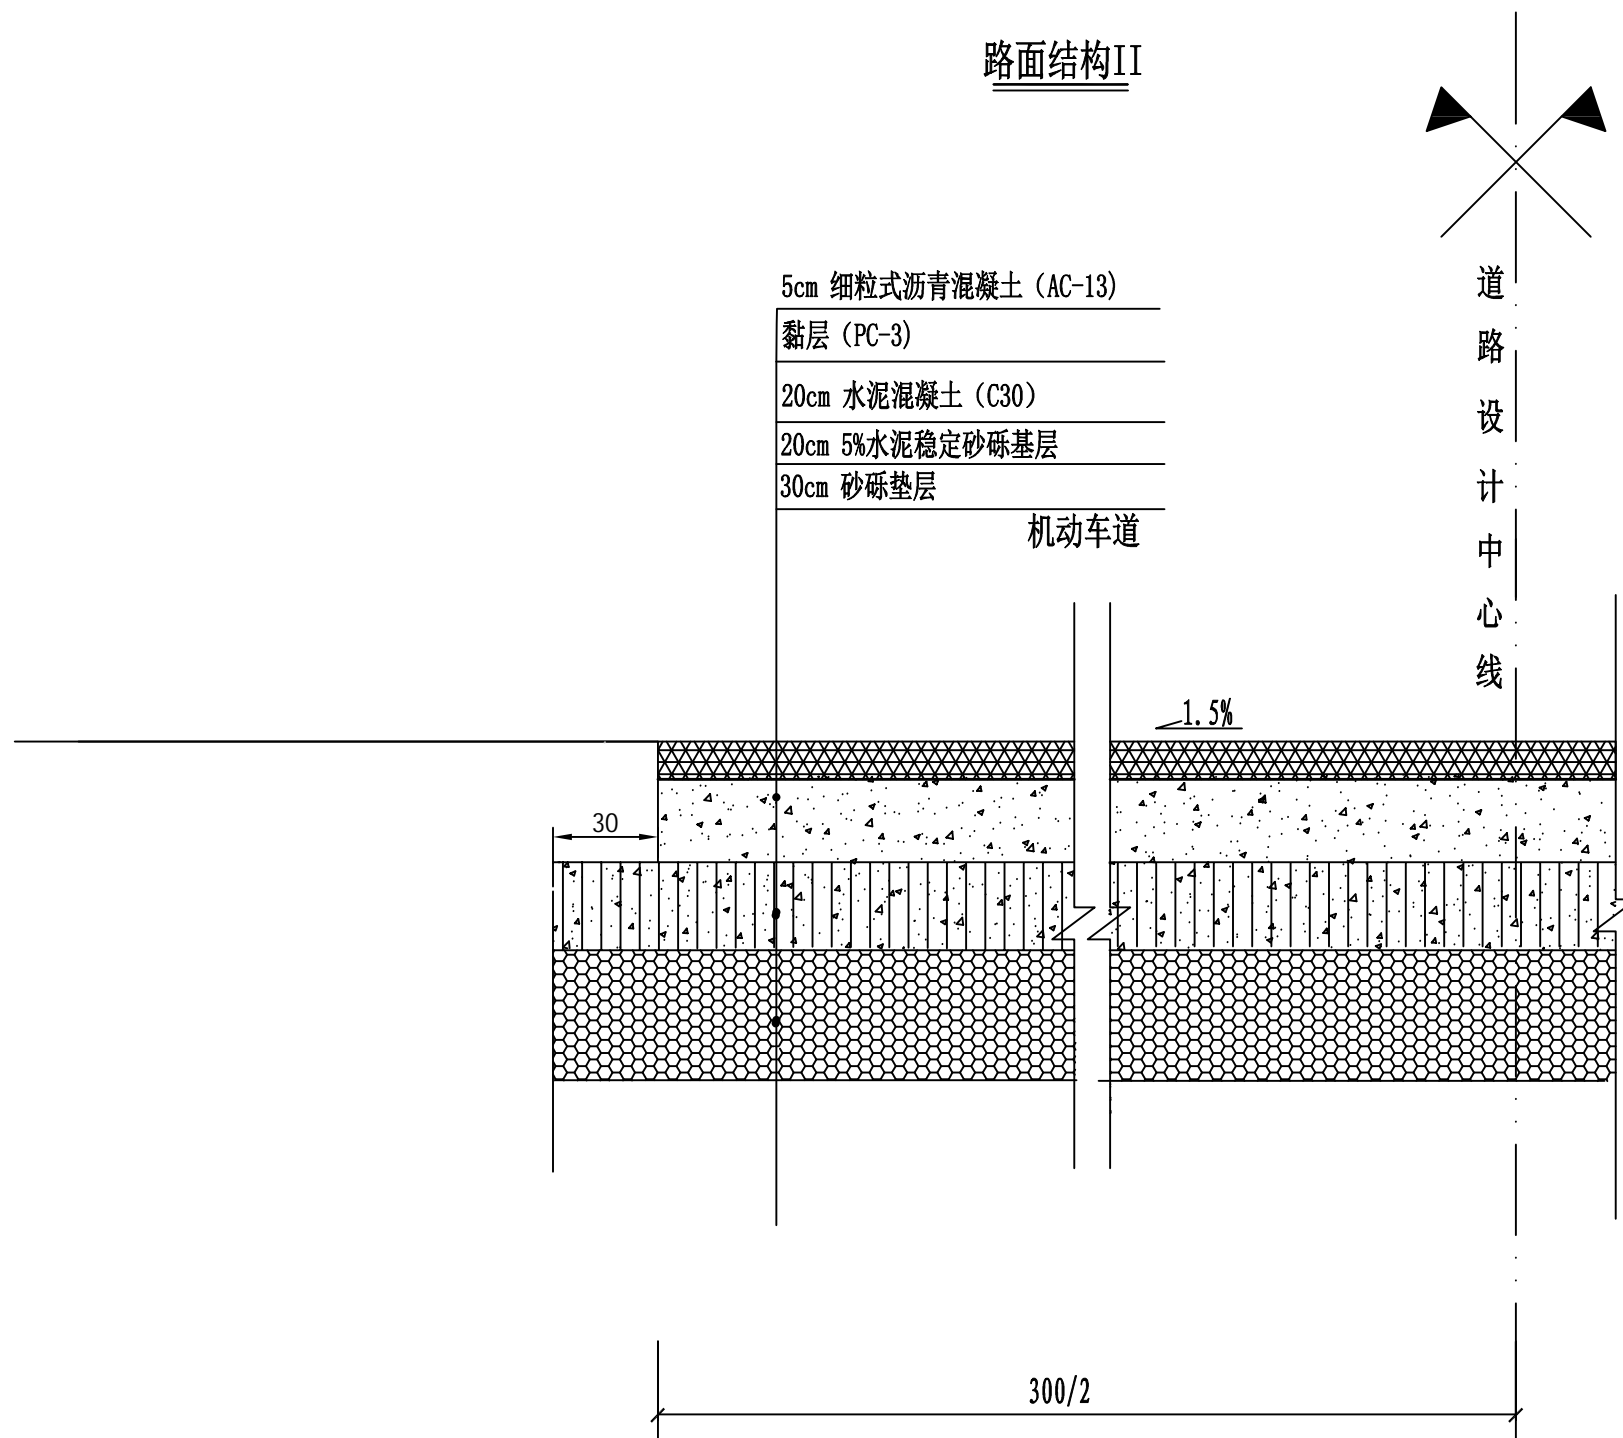 路面结构II
5cm 细粒式沥青混凝土（AC-13）
黏层（PC-3）
20cm 水泥混凝土（C30）
20cm 5%水泥稳定砂砾基层
30cm 砂砾垫层
机动车道
道路设计中心线
1.5%
30
300/2